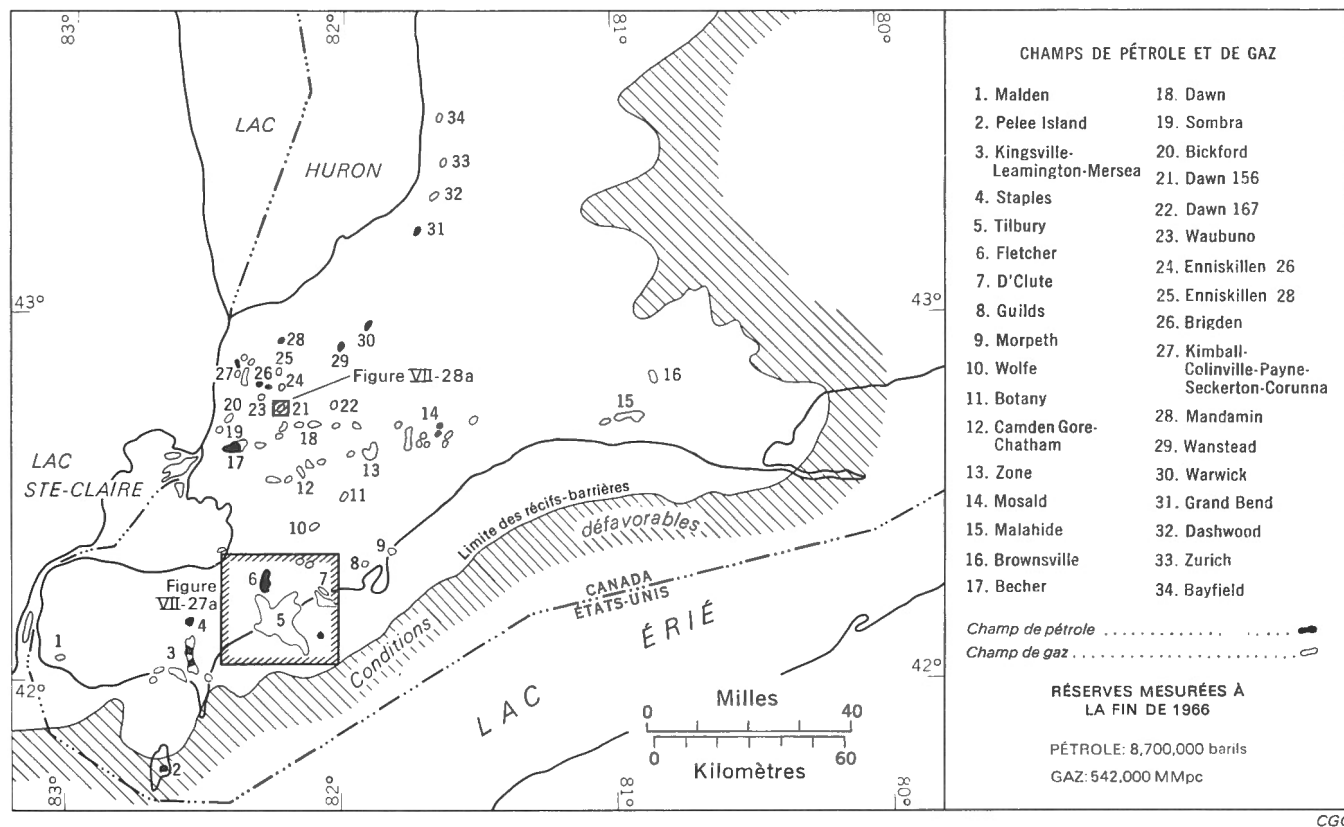 83°
82°
81°
80°
LAC
HURON
34
33
32
31
43°
43°
30
28
29
25
27
26
24
Figure VII-28a
16
23
21
22
20
15
14
19
18
17
LAC
STE-CLAIRE
13
12
11
Limite des récifs-barrières
10
défavorables
9
8
Figure
VII-27a
6
7
CANADA
ÉTATS-UNIS
5
4
ÉRIÉ
1
3
Conditions
42°
42°
LAC
Milles
0
40
0
60
Kilomètres
2
83°
82°
81°
80°
CHAMPS DE PÉTROLE ET DE GAZ
1. Malden
2. Pelee Island
3. Kingsville-
Leamington-Mersea
4. Staples
5. Tilbury
6. Fletcher
7. D'Clute
8. Guilds
9. Morpeth
10. Wolfe
11. Botany
12. Camden Gore-
Chatham
13. Zone
14. Mosald
15. Malahide
16. Brownsville
17. Becher
18. Dawn
19. Sombra
20. Bickford
21. Dawn 156
22. Dawn 167
23. Waubuno
24. Enniskillen 26
25. Enniskillen 28
26. Brigden
27. Kimball-
Colinville-Payne-
Seckerton-Corunna
28. Mandamin
29. Wanstead
30. Warwick
31. Grand Bend
32. Dashwood
33. Zurich
34. Bayfield
Champ de pétrole
Champ de gaz
RÉSERVES MESURÉES À
LA FIN DE 1966
PÉTROLE: 8,700,000 barils
GAZ: 542,000 MMpc